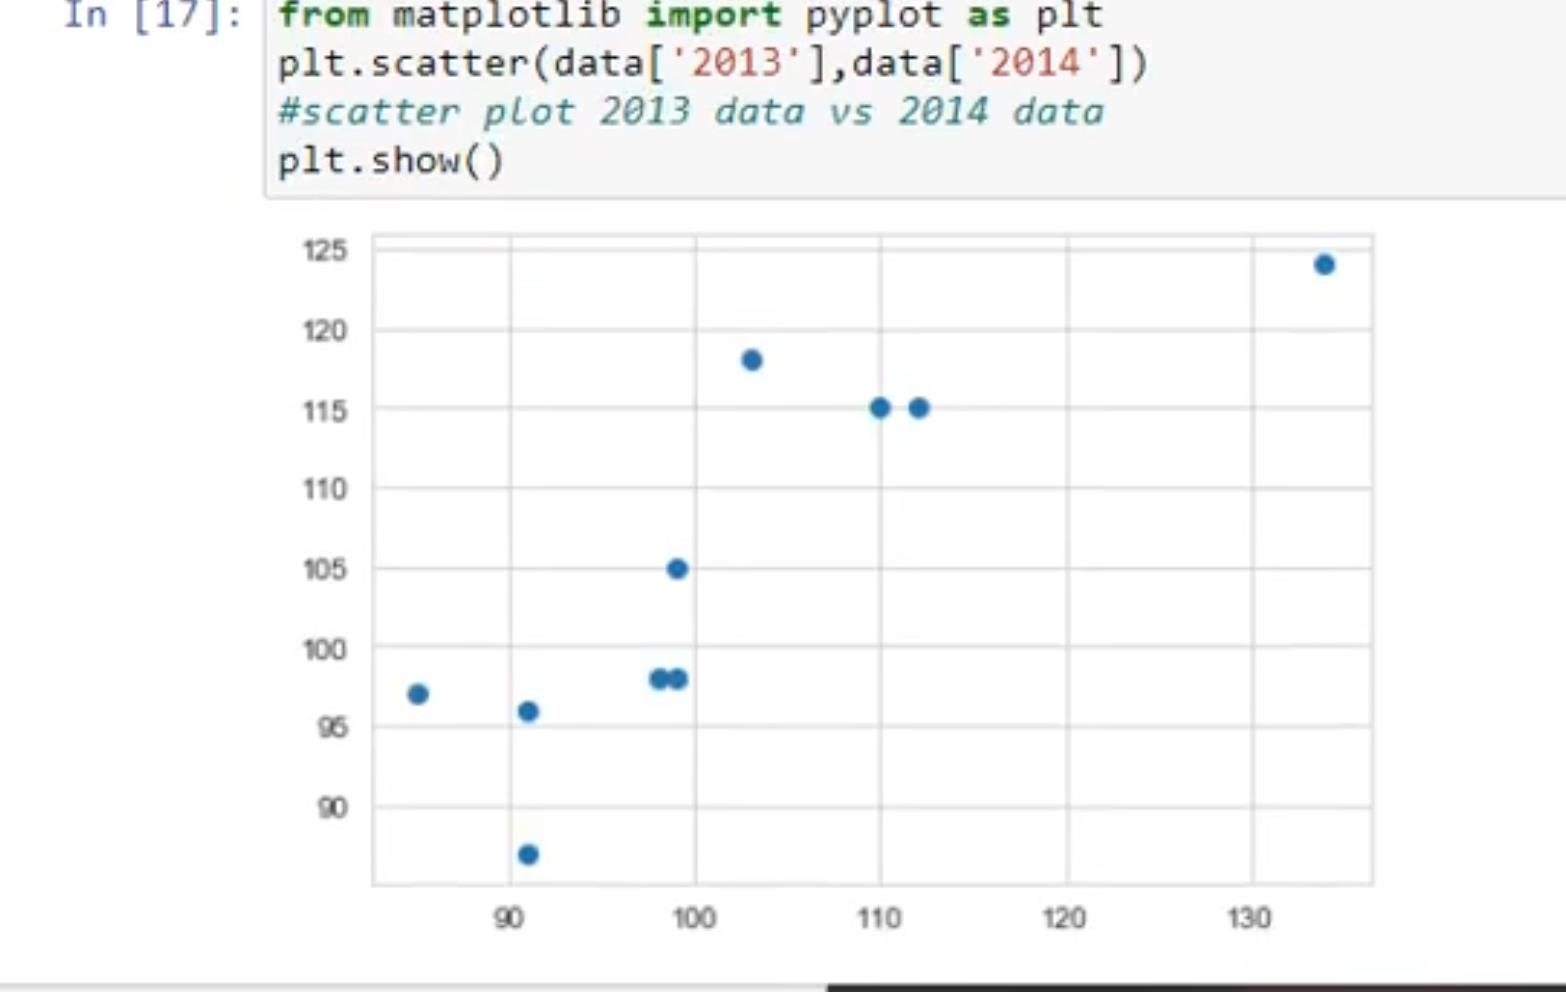 In [17]: from matplotlib import pyplot as plt
plt.scatter(data['2013'],data['2014'])
#scatter plot 2013 data vs 2014 data
plt.show()
125
120
115
110
105
100
95
90
90 100 110 120 130